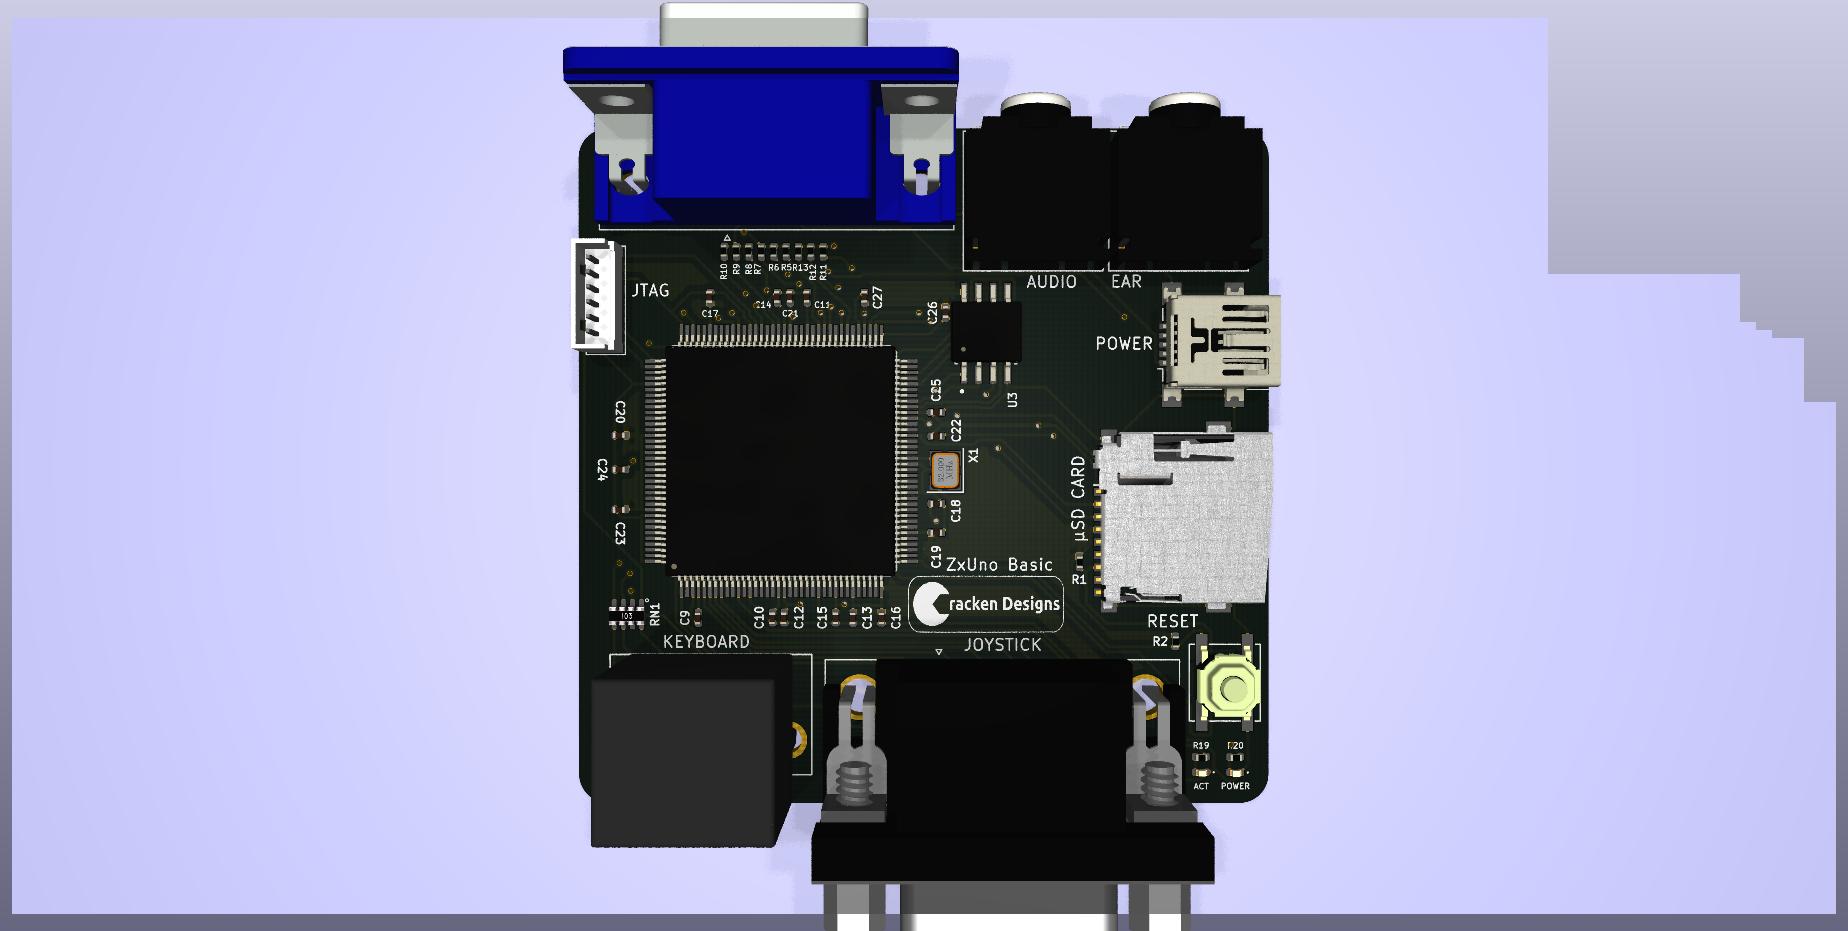 JTAG
R10
R9
R8
R7
R6
R5
R13
R12
R11
C17
C14
C21
C11
C27
C26
AUDIO
EAR
POWER
C25
U3
C22
X1
C20
C24
C23
C18
C19
µSD CARD
ZxUno Basic
R1
racken Designs
RN1
103
C9
C10
C12
C15
C13
C16
KEYBOARD
JOYSTICK
RESET
R2
R19
R20
ACT
POWER